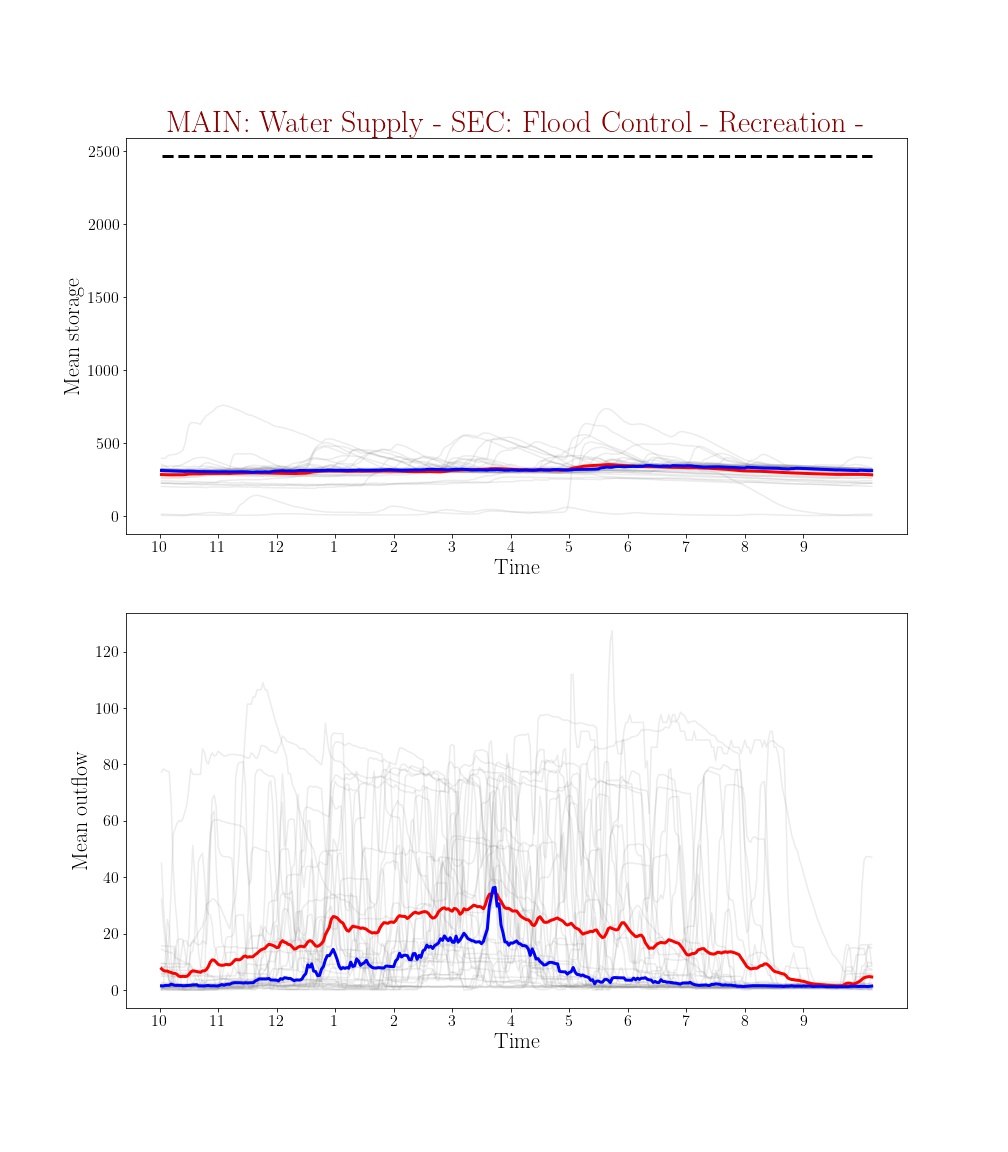 MAIN: Water Supply - SEC: Flood Control - Recreation -
2500
2000
1500
1000
500
0
Mean storage
10 11 12 1 2 3 4 5 6 7 8 9
Time
120
100
80
60
40
20
0
Mean outflow
10 11 12 1 2 3 4 5 6 7 8 9
Time